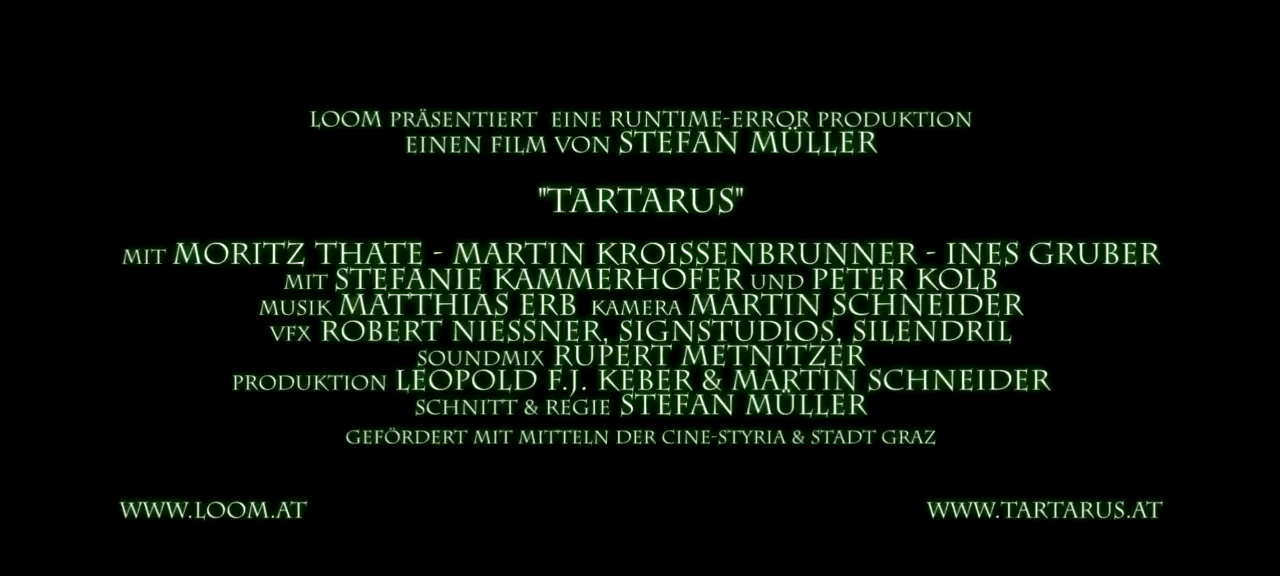 LOOM PRÄSENTIERT EINE RUNTIME-ERROR PRODUKTION
EINEN FILM VON STEFAN MÜLLER
"TARTARUS"
MIT MORITZ THATE - MARTIN KROISSENBRUNNER - INES GRUBER
MIT STEFANIE KAMMERHOFER UND PETER KOLB
MUSIK MATTHIAS ERB KAMERA MARTIN SCHNEIDER
VFX ROBERT NIESSNER, SIGNSTUDIOS, SILENDRIL
SOUNDMIX RUPERT METNITZER
PRODUKTION LEOPOLD F.J. KEBER & MARTIN SCHNEIDER
SCHNITT & REGIE STEFAN MÜLLER
GEFÖRDERT MIT MITTELN DER CINE-STYRIA & STADT GRAZ
WWW.LOOM.AT WWW.TARTARUS.AT